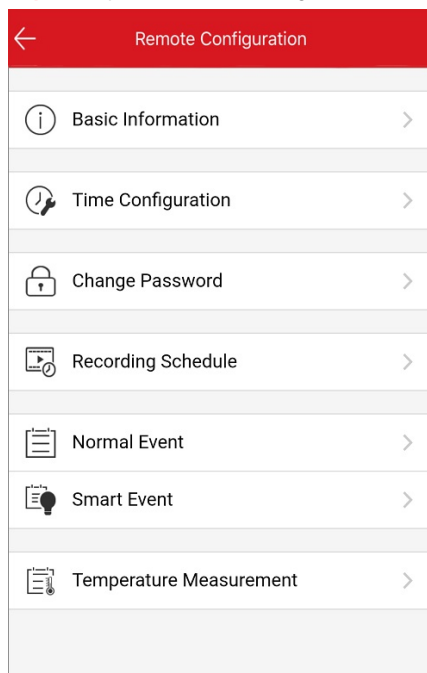 Remote Configuration
Basic Information
Time Configuration
Change Password
Recording Schedule
Normal Event
Smart Event
Temperature Measurement